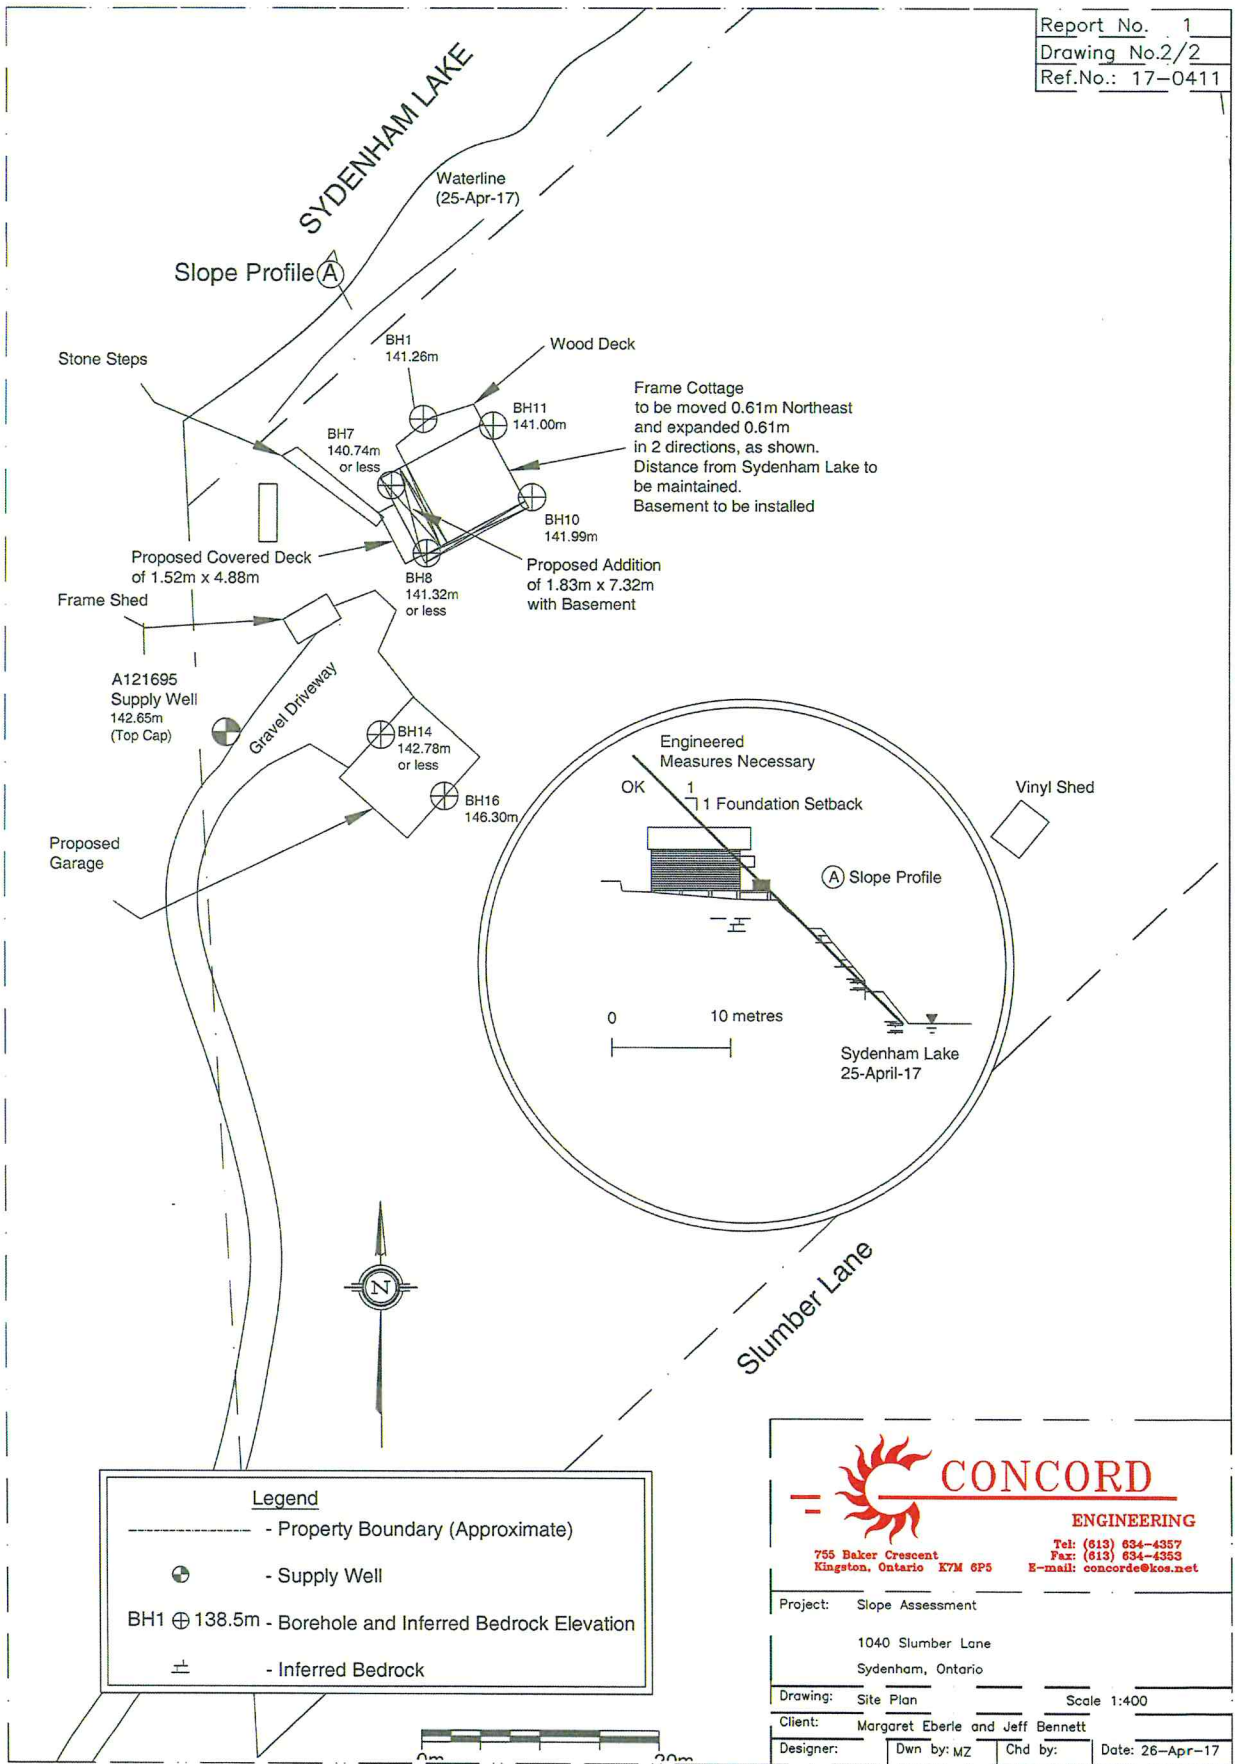 Report No. 1
Drawing No.2/2
Ref.No.: 17-0411
SYDENHAM LAKE
Waterline
(25-Apr-17)
Slope Profile A
Stone Steps
BH1
141.26m
Wood Deck
BH11
141.00m
Frame Cottage
to be moved 0.61m Northeast
and expanded 0.61m
in 2 directions, as shown.
Distance from Sydenham Lake to
be maintained.
Basement to be installed
BH7
140.74m
or less
BH10
141.99m
Proposed Covered Deck
of 1.52m x 4.88m
Proposed Addition
of 1.83m x 7.32m
with Basement
BH8
141.32m
or less
Frame Shed
A121695
Supply Well
142.65m
(Top Cap)
Gravel Driveway
BH14
142.78m
or less
BH16
146.30m
Proposed
Garage
Engineered
Measures Necessary
OK
1
1 Foundation Setback
A Slope Profile
Vinyl Shed
0 10 metres
Sydenham Lake
25-April-17
N
Slumber Lane
Legend
- Property Boundary (Approximate)
- Supply Well
BH1 138.5m - Borehole and Inferred Bedrock Elevation
- Inferred Bedrock
0m 20m
CONCORD
ENGINEERING
755 Baker Crescent
Kingston, Ontario K7M 6P5
Tel: (613) 634-4357
Fax: (613) 634-4353
E-mail: concorde@kos.net
Project: Slope Assessment
1040 Slumber Lane
Sydenham, Ontario
Drawing: Site Plan Scale 1:400
Client: Margaret Eberle and Jeff Bennett
Designer: Dwn by: MZ Chd by: Date: 26-Apr-17